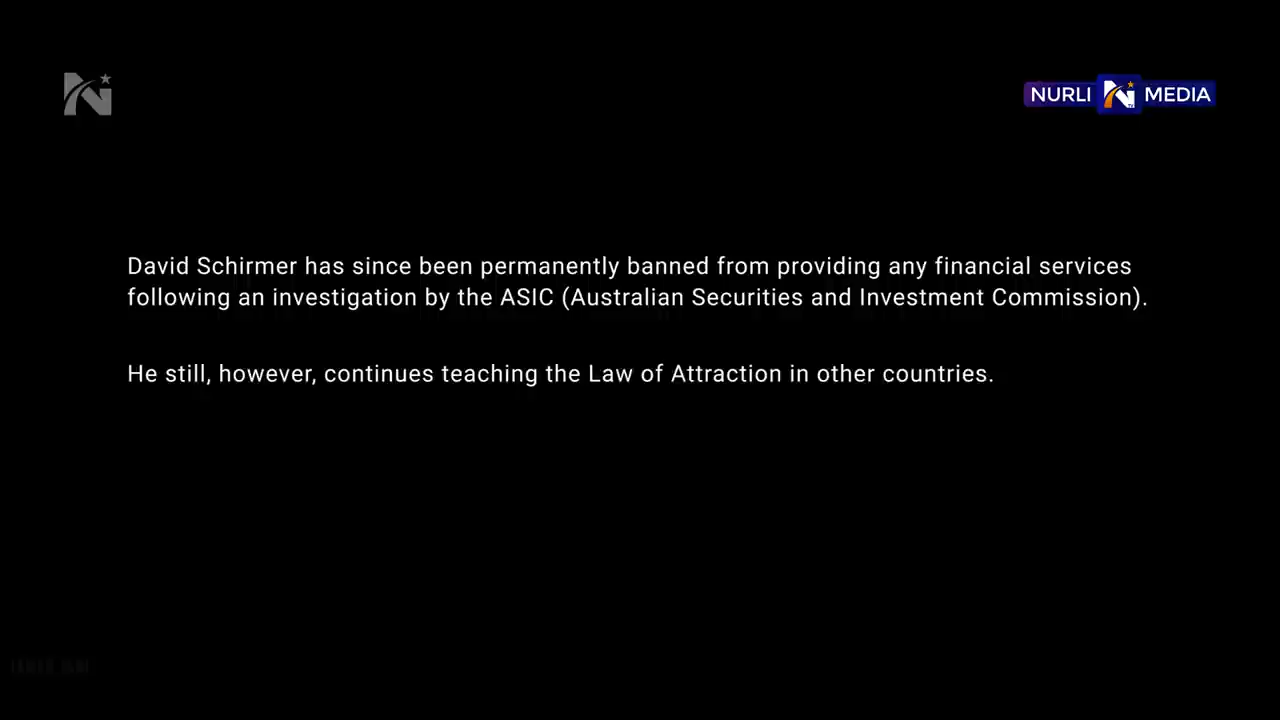 NURLI N MEDIA
David Schirmer has since been permanently banned from providing any financial services
following an investigation by the ASIC (Australian Securities and Investment Commission).
He still, however, continues teaching the Law of Attraction in other countries.